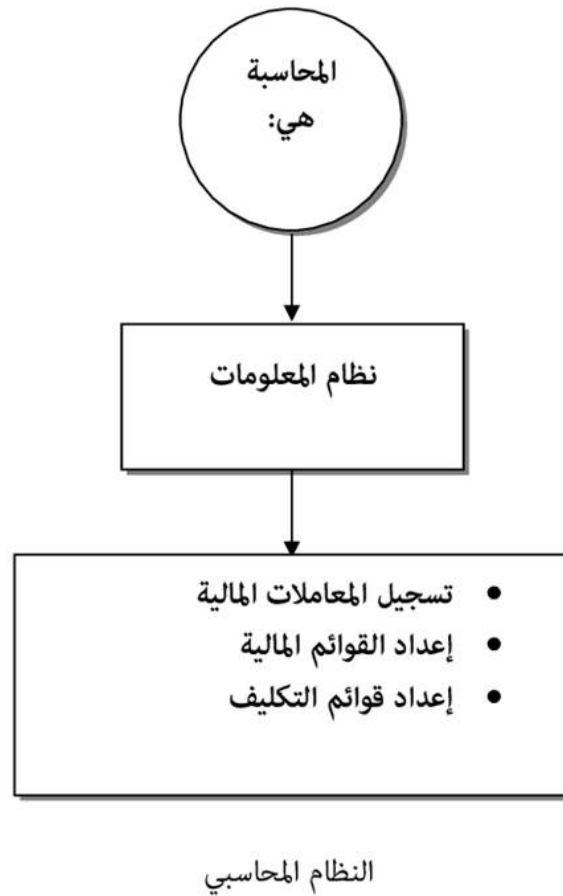 المحاسبة
هي:
نظام المعلومات
• تسجيل المعاملات المالية
• إعداد القوائم المالية
• إعداد قوائم التكليف
النظام المحاسبي